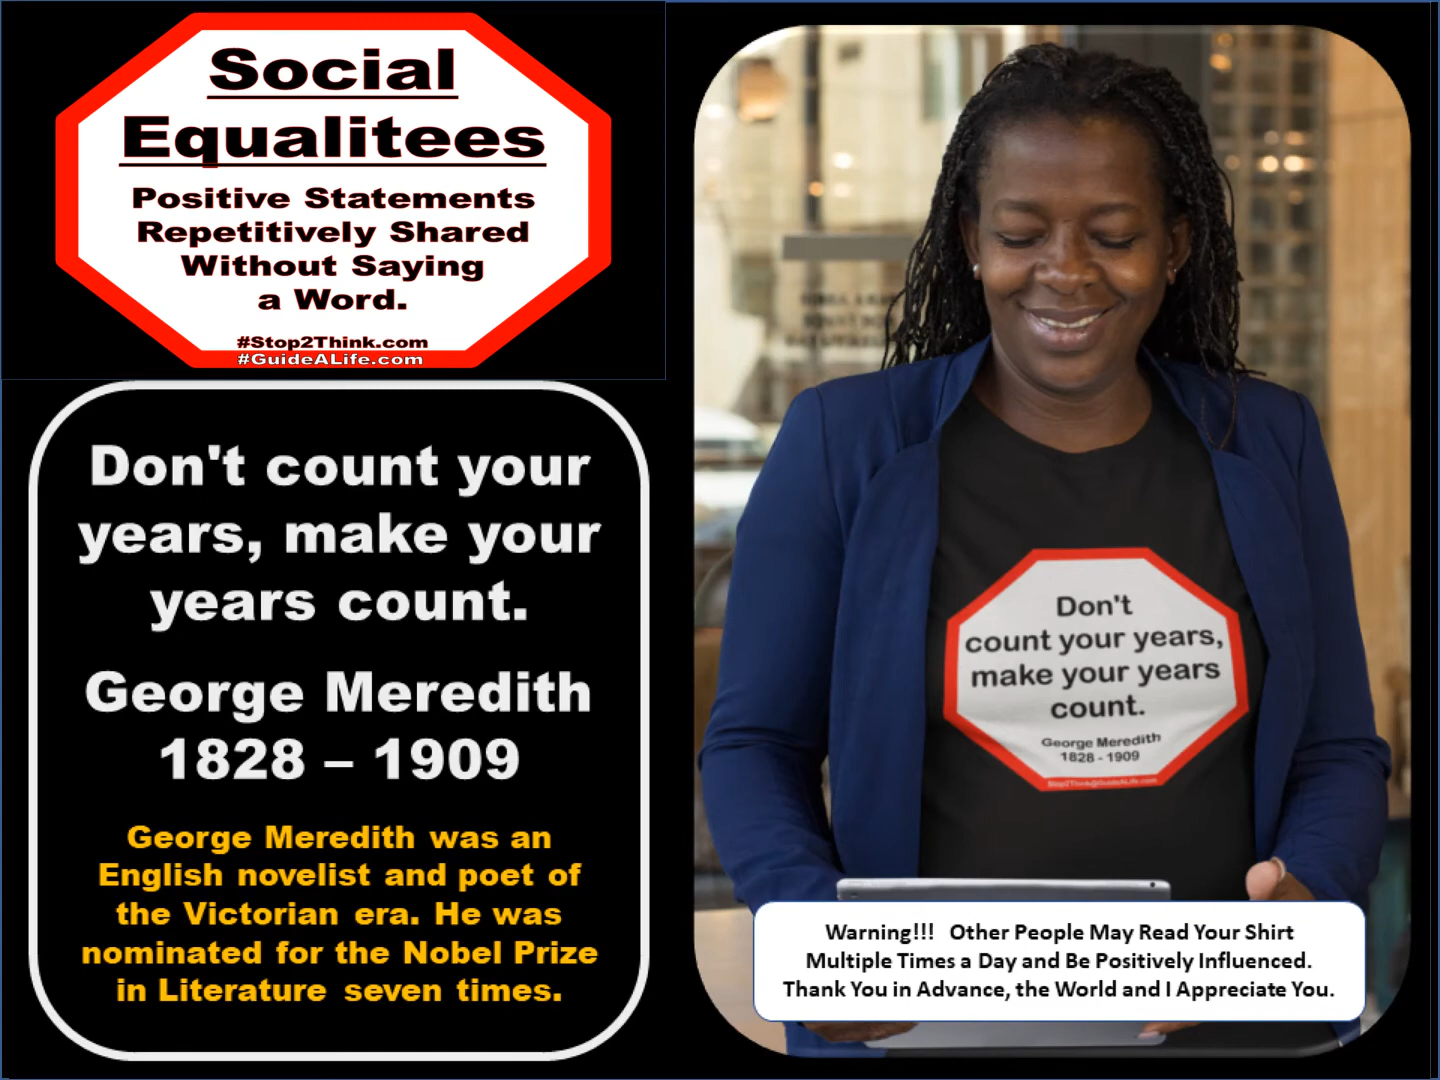 Social
Equalitees
Positive Statements
Repetitively Shared
Without Saying
a Word.
#Stop2Think.com
#GuideALife.com
Don't count your
years, make your
years count.
George Meredith
1828 – 1909
George Meredith was an
English novelist and poet of
the Victorian era. He was
nominated for the Nobel Prize
in Literature seven times.
Don't
count your years,
make your years
count.
George Meredith
1828 - 1909
Stop2Think@GuideALife.com
Warning!!! Other People May Read Your Shirt
Multiple Times a Day and Be Positively Influenced.
Thank You in Advance, the World and I Appreciate You.